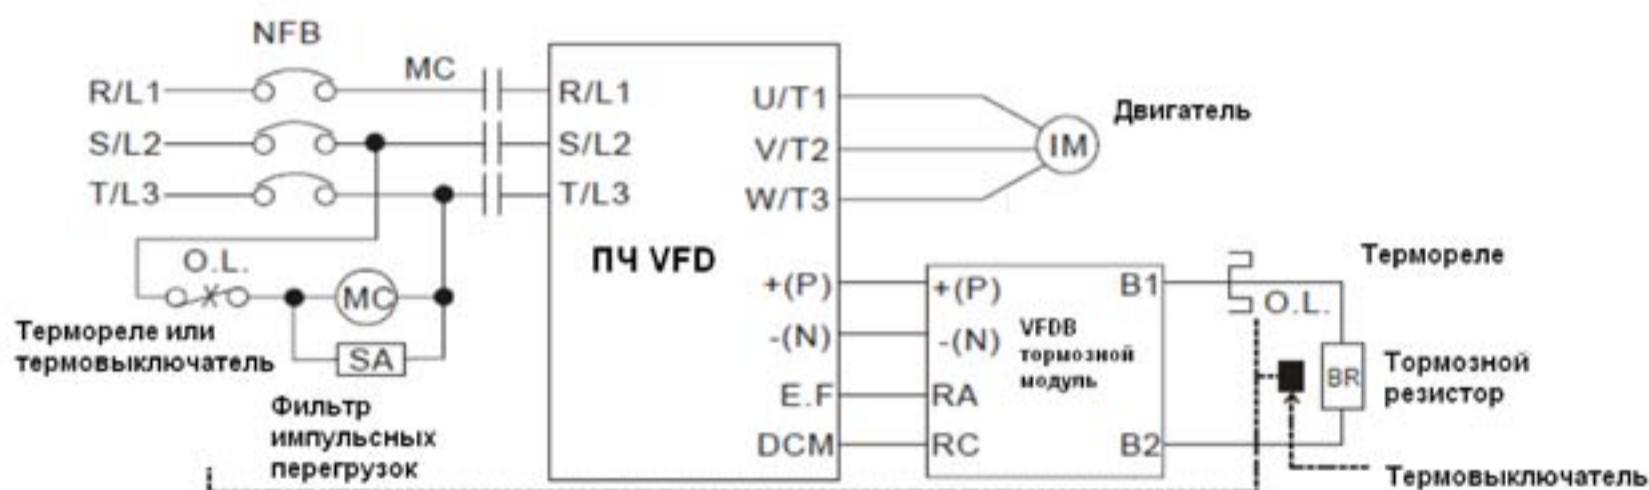 NFB
MC
R/L1
R/L1
U/T1
Двигатель
S/L2
S/L2
V/T2
IM
T/L3
T/L3
W/T3
O.L.
ПЧ VFD
Термореле
+(P)
+(P)
B1
O.L.
MC
Термореле или
термовыключатель
SA
-(N)
-(N)
VFDB
тормозной
модуль
BR
Тормозной
резистор
E.F
RA
Фильтр
импульсных
перегрузок
DCM
RC
B2
Термовыключатель